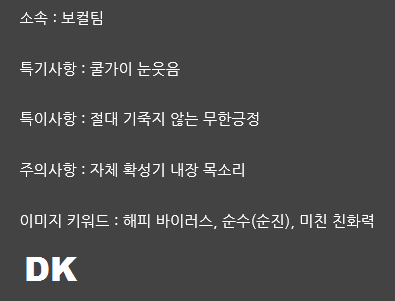 소속 : 보컬팀
특기사항 : 쿨가이 눈웃음
특이사항 : 절대 기죽지 않는 무한긍정
주의사항 : 자체 확성기 내장 목소리
이미지 키워드 : 해피 바이러스, 순수(순진), 미친 친화력
DK